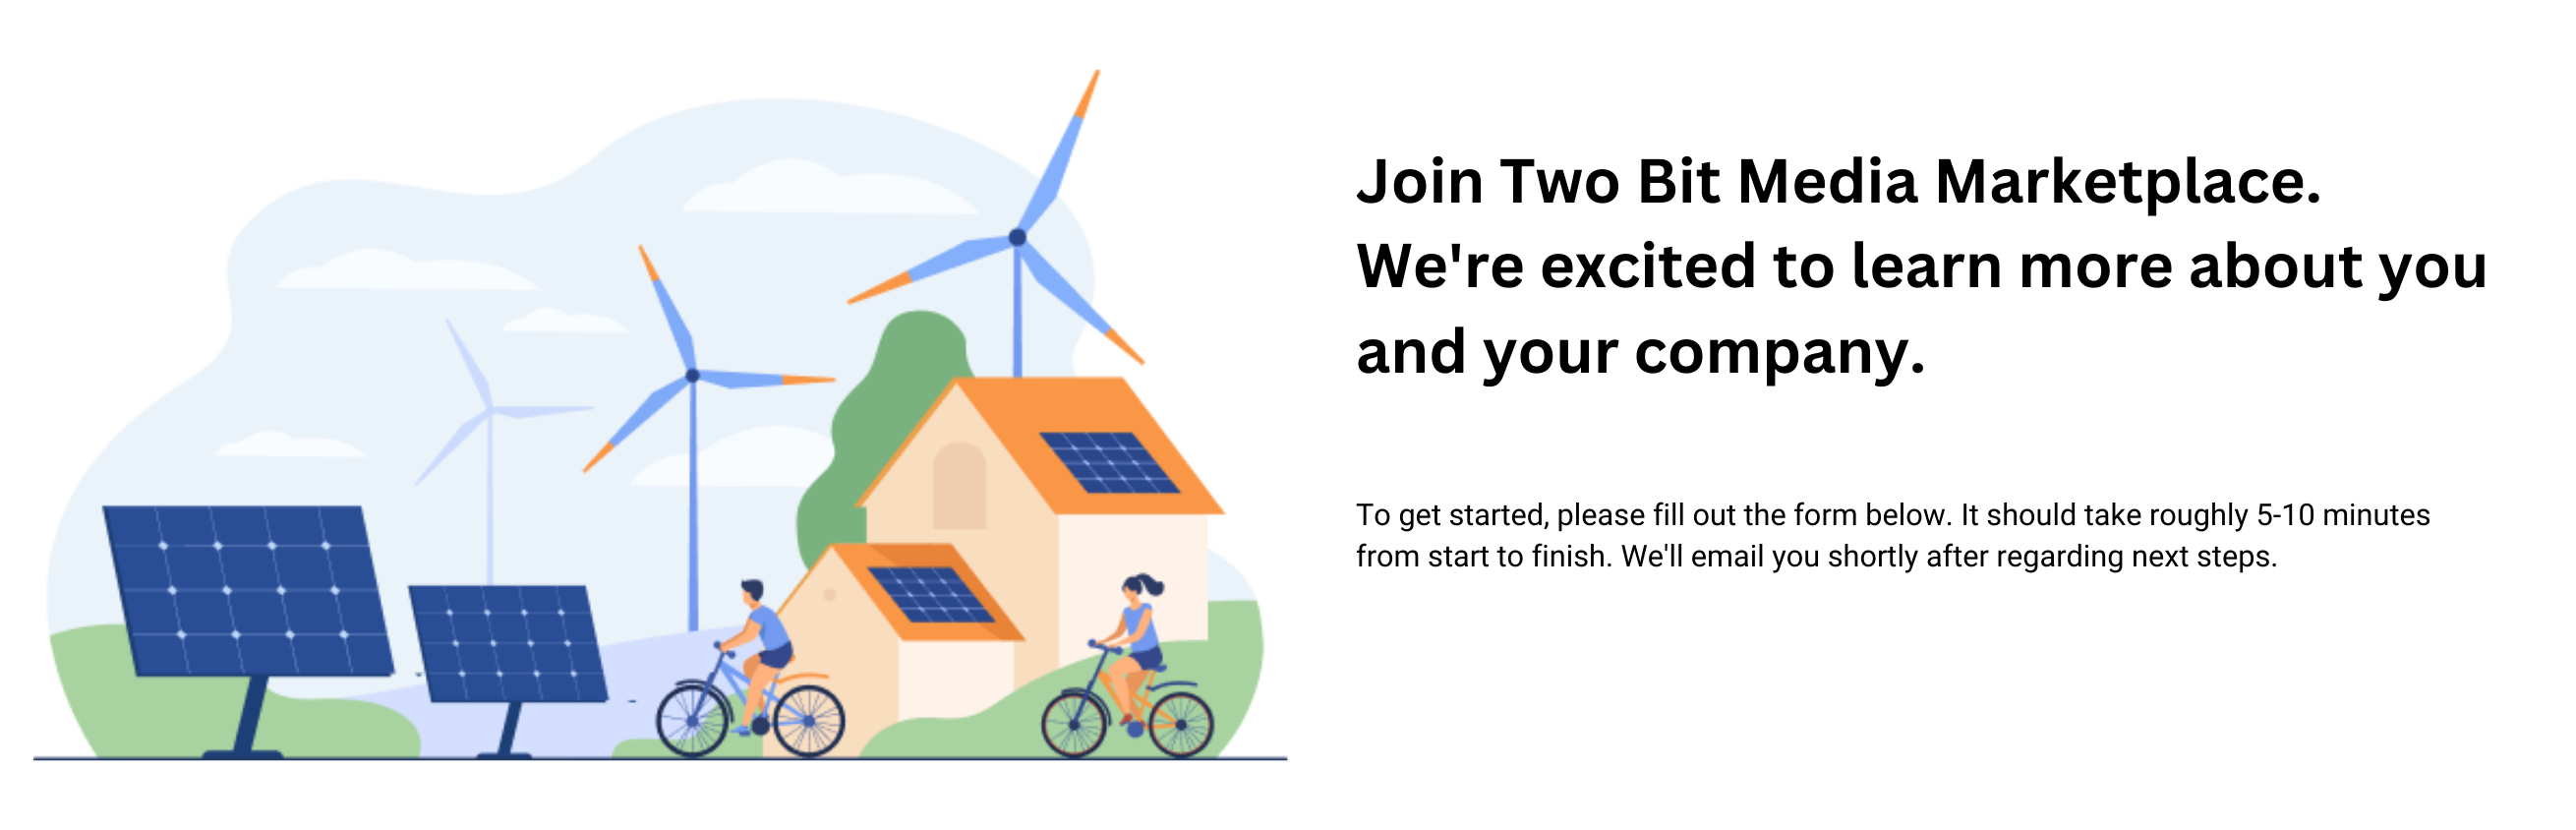 Join Two Bit Media Marketplace.
We're excited to learn more about you
and your company.
To get started, please fill out the form below. It should take roughly 5-10 minutes
from start to finish. We'll email you shortly after regarding next steps.